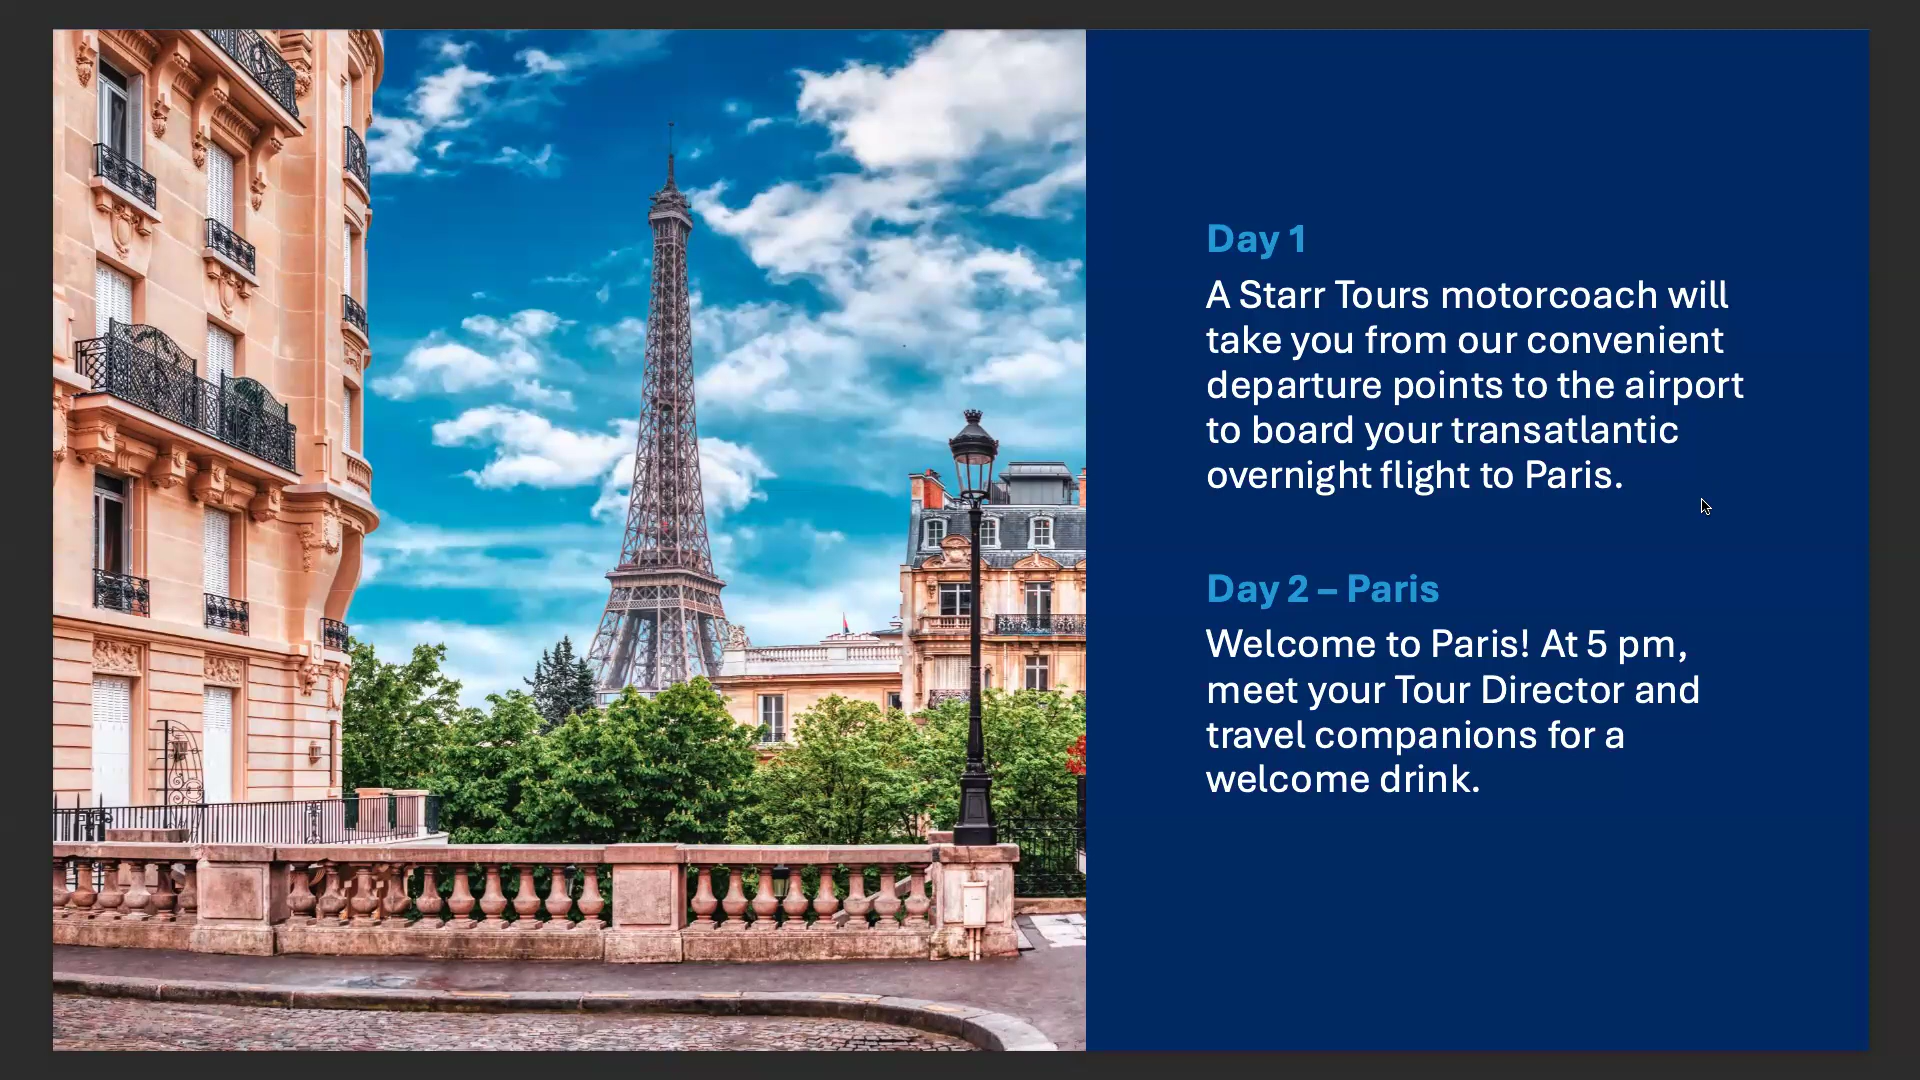 Day 1
A Starr Tours motorcoach will
take you from our convenient
departure points to the airport
to board your transatlantic
overnight flight to Paris.
Day 2 – Paris
Welcome to Paris! At 5 pm,
meet your Tour Director and
travel companions for a
welcome drink.